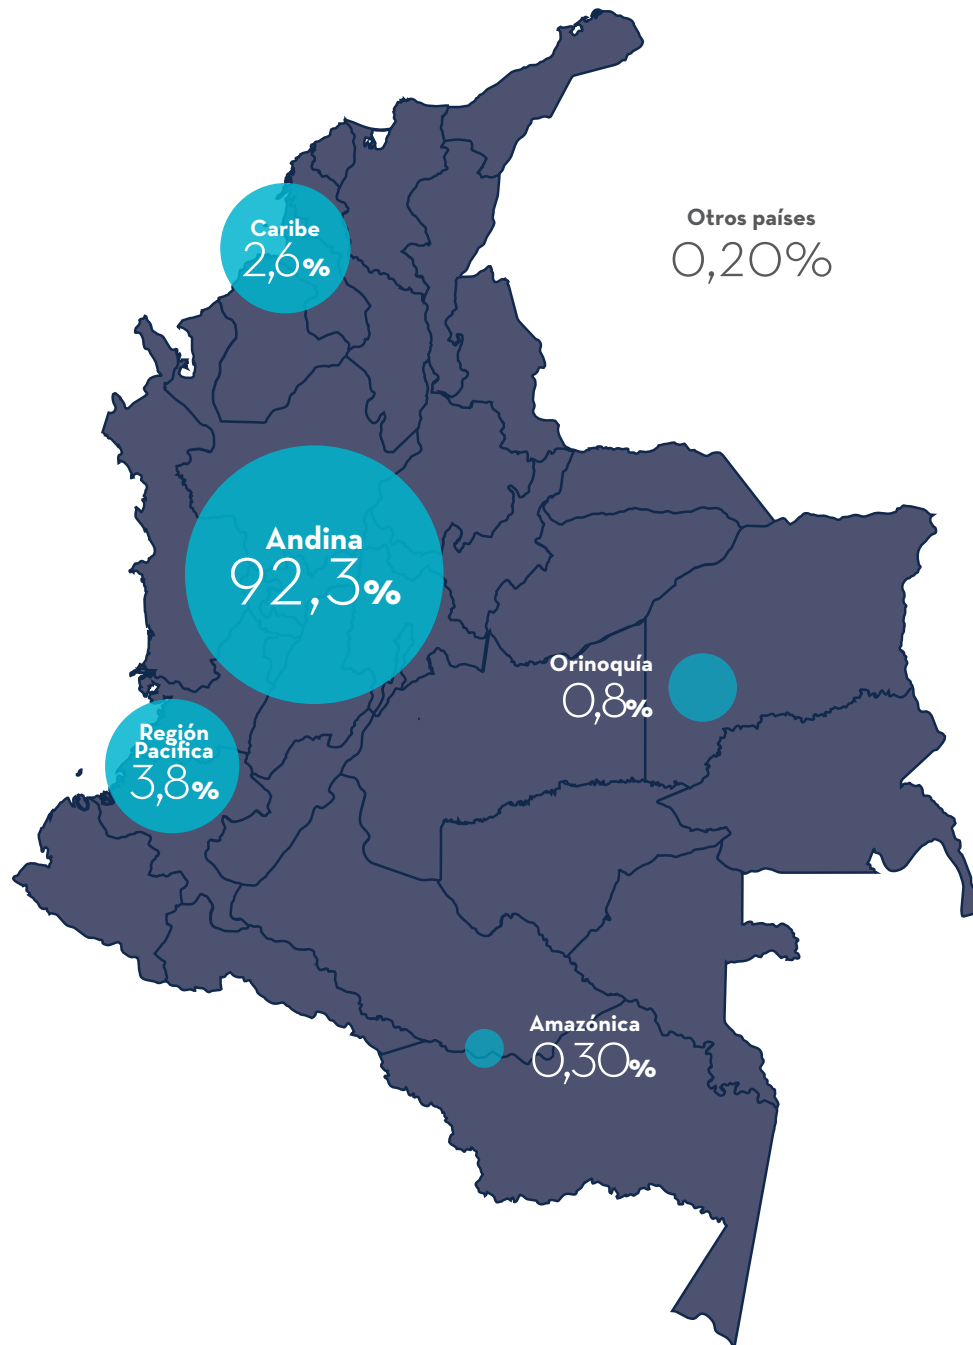 Otros países
0,20%
Caribe
2,6%
Andina
92,3%
Orinoquía
0,8%
Región
Pacífica
3,8%
Amazónica
0,30%